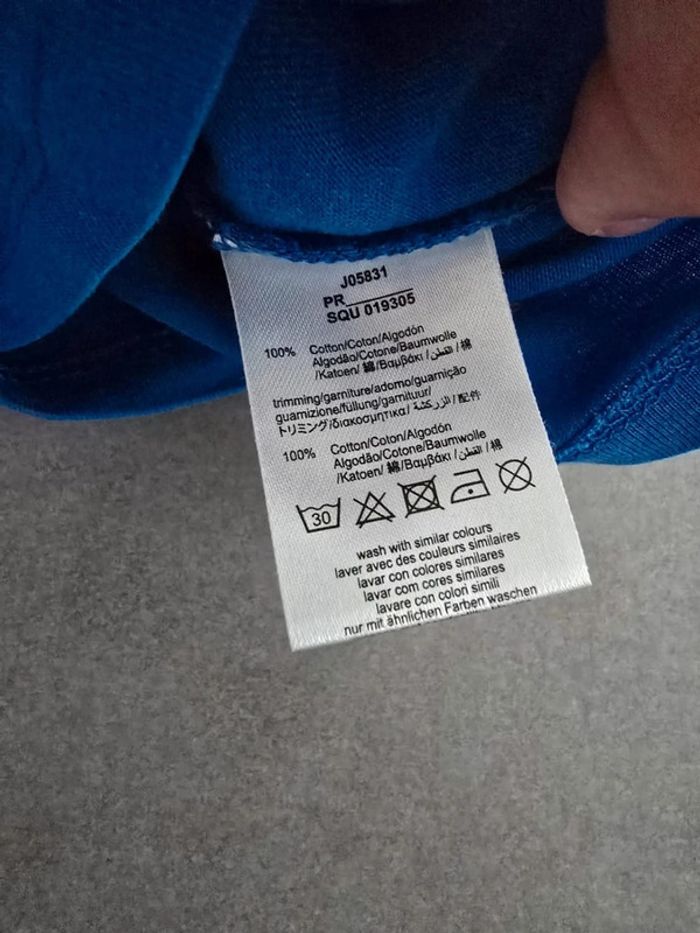 J05831
PR
SQU 019305
100% Cotton/Coton/Algodón
Algodão/Cotone/Baumwolle
/Katoen/ 綿/Βαμβάκι / القطن / 棉
trimming/garniture/adorno/guarnição
guarnizione/füllung/garnituur/
トリミング/διακοσμητικα/ الزركشة / 配件
100% Cotton/Coton/Algodón
Algodão/Cotone/Baumwolle
/Katoen/ 綿/Βαμβάκι / القطن / 棉
30
wash with similar colours
laver avec des couleurs similaires
lavar con colores similares
lavar com cores similares
lavare con colori simili
nur mit ähnlichen Farben waschen